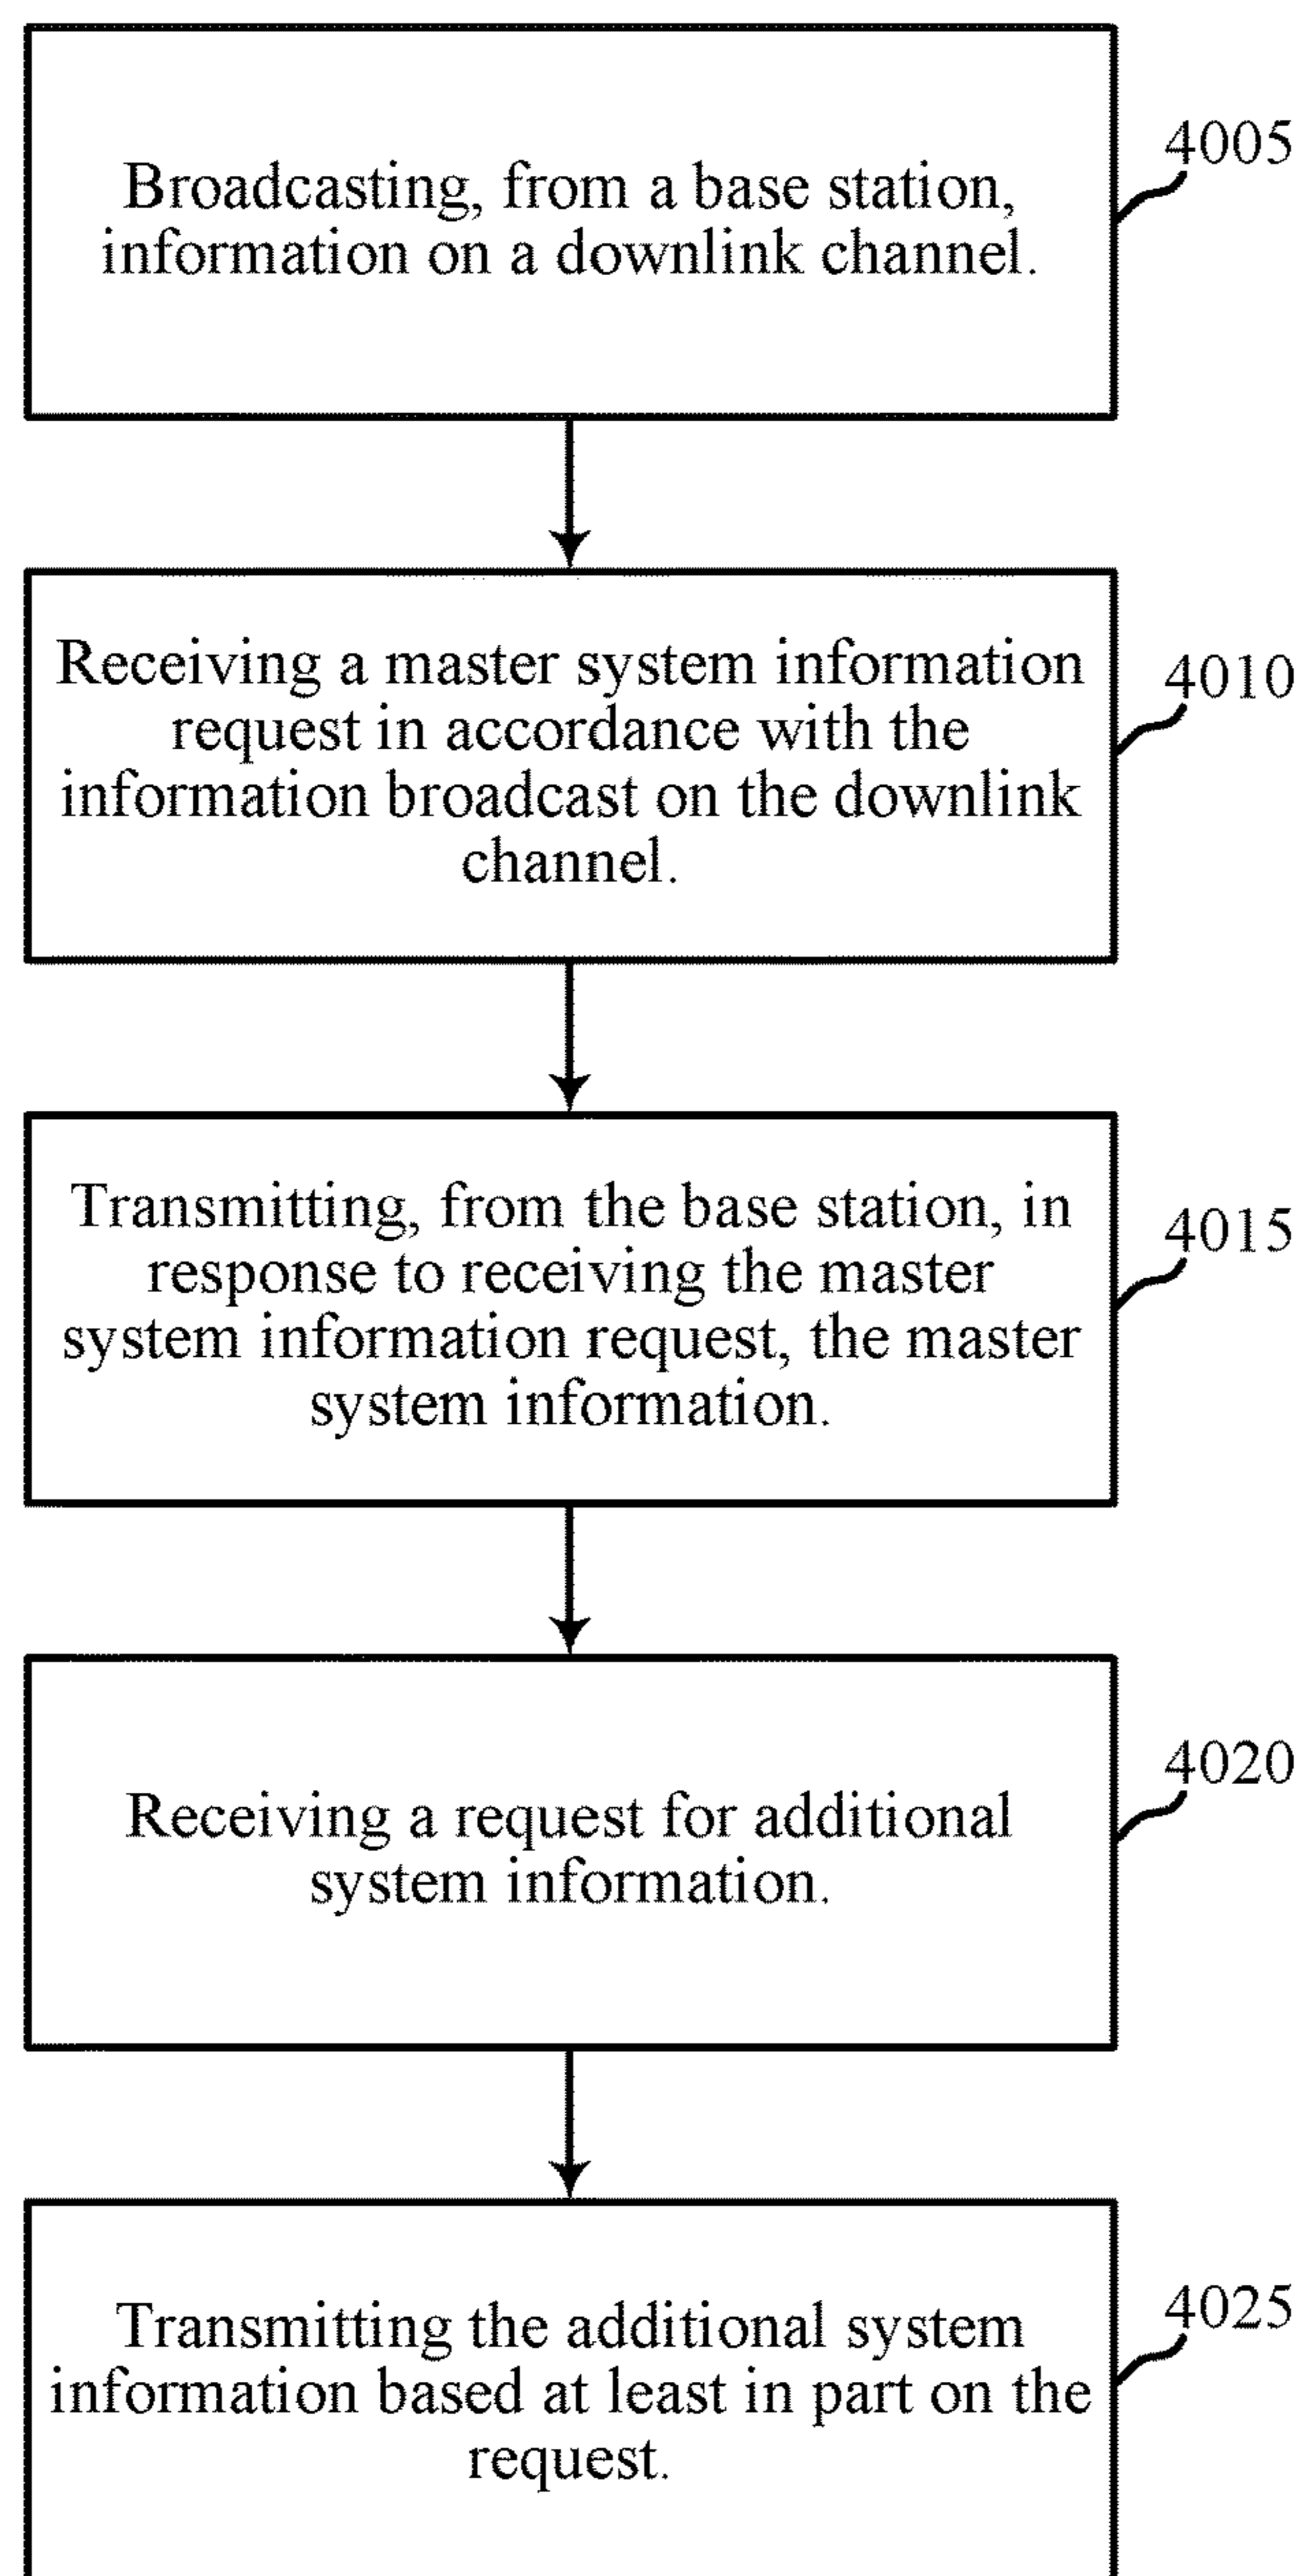 Broadcasting, from a base station,
information on a downlink channel.
4005
Receiving a master system information
request in accordance with the
information broadcast on the downlink
channel.
4010
Transmitting, from the base station, in
response to receiving the master
system information request, the master
system information.
4015
Receiving a request for additional
system information.
4020
Transmitting the additional system
information based at least in part on the
request.
4025